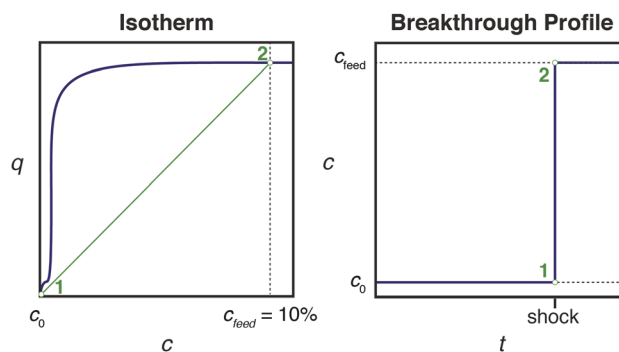 Isotherm
q
2
1
c0
cfeed = 10%
c
Breakthrough Profile
cfeed
c
c0
2
1
shock
t